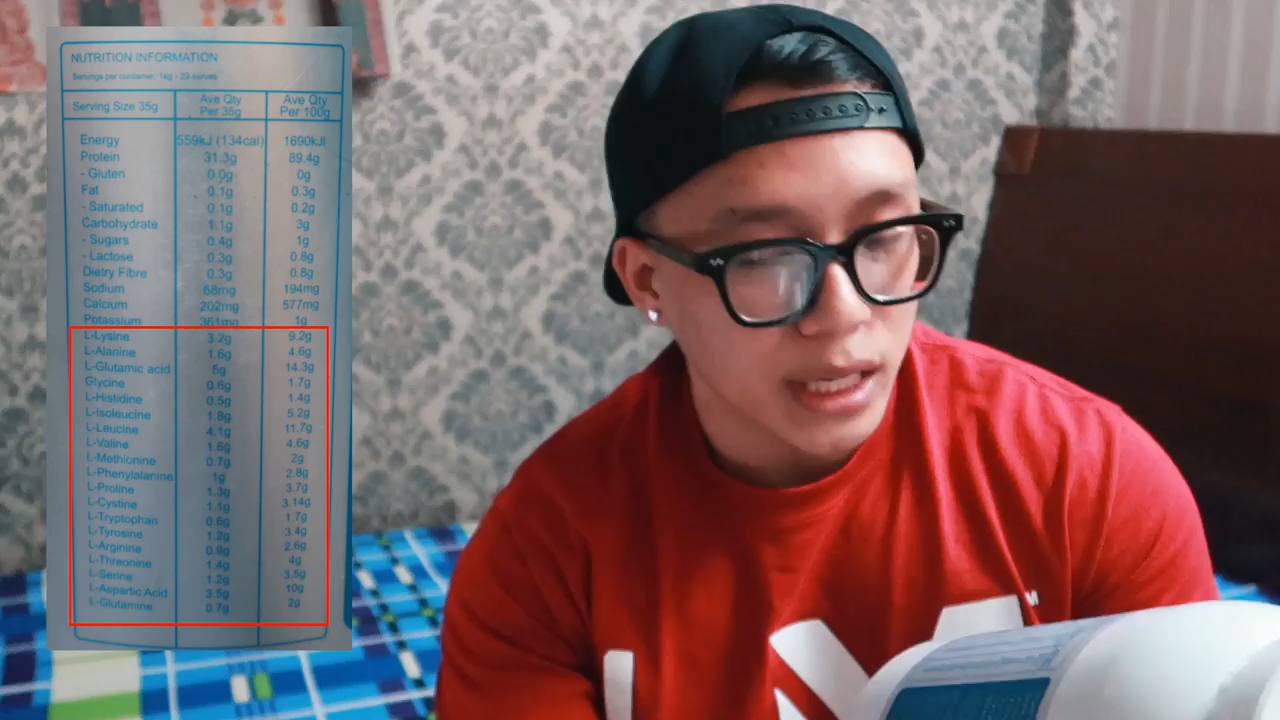 NUTRITION INFORMATION
Servings per container: 1kg - 29 serves
Serving Size 35g Ave Qty Per 35g Ave Qty Per 100g
Energy 559kJ (134cal) 1690kJ
Protein 31.3g 89.4g
- Gluten 0.0g 0g
Fat 0.1g 0.3g
- Saturated 0.1g 0.2g
Carbohydrate 1.1g 3g
- Sugars 0.4g 1g
- Lactose 0.3g 0.8g
Dietry Fibre 0.3g 0.8g
Sodium 68mg 194mg
Calcium 202mg 577mg
Potassium 361mg 1g
L-Lysine 3.2g 9.2g
L-Alanine 1.6g 4.6g
L-Glutamic acid 5g 14.3g
Glycine 0.6g 1.7g
L-Histidine 0.5g 1.4g
L-Isoleucine 1.8g 5.2g
L-Leucine 4.1g 11.7g
L-Valine 1.6g 4.6g
L-Methionine 0.7g 2g
L-Phenylalanine 1g 2.8g
L-Proline 1.3g 3.7g
L-Cystine 1.1g 3.14g
L-Tryptophan 0.6g 1.7g
L-Tyrosine 1.2g 3.4g
L-Arginine 0.9g 2.6g
L-Threonine 1.4g 4g
L-Serine 1.2g 3.5g
L-Aspartic Acid 3.5g 10g
L-Glutamine 0.7g 2g